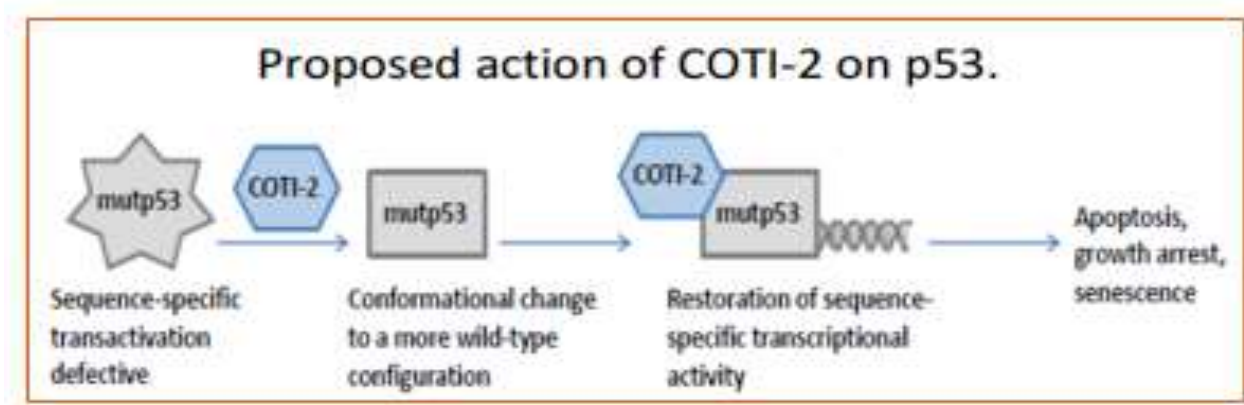 Proposed action of COTI-2 on p53.
mutp53
COTI-2
mutp53
COTI-2
mutp53
Sequence-specific
transactivation
defective
Conformational change
to a more wild-type
configuration
Restoration of sequence-
specific transcriptional
activity
Apoptosis,
growth arrest,
senescence